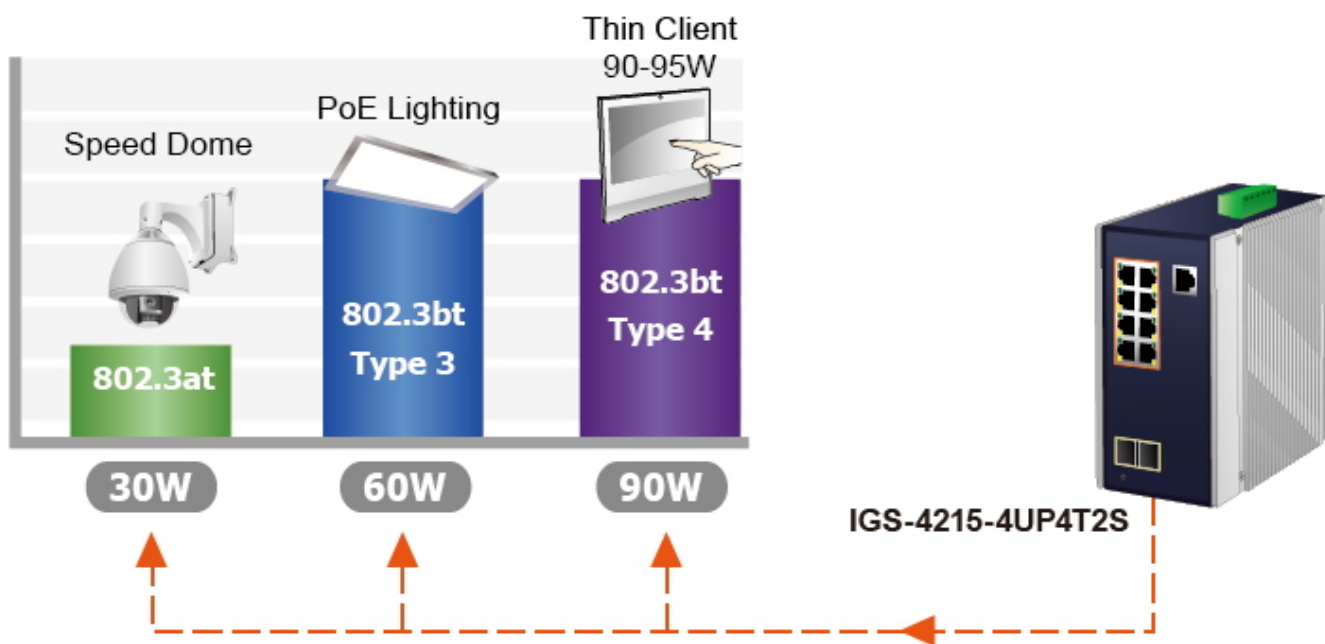 Thin Client
90-95W
PoE Lighting
Speed Dome
802.3at
802.3bt
Type 3
802.3bt
Type 4
30W
60W
90W
IGS-4215-4UP4T2S